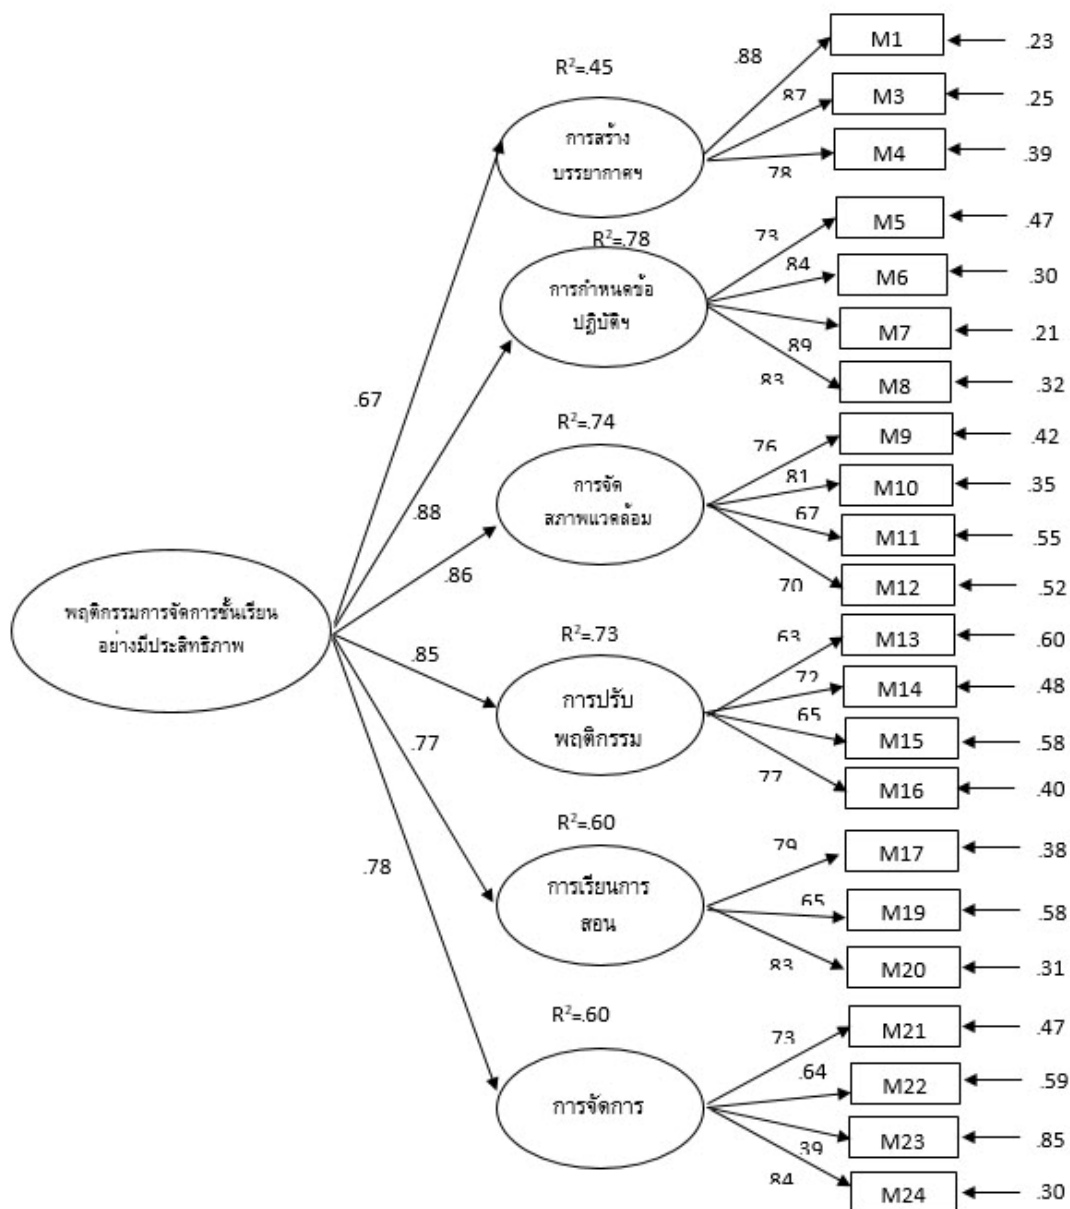 .88
M1
.23
R²=.45
.87
M3
.25
การสร้าง
บรรยากาศฯ
.78
M4
.39
R²=.78
.73
M5
.47
.84
M6
.30
การกำหนดข้อ
ปฏิบัติฯ
.89
M7
.21
.83
M8
.32
.67
R²=.74
.76
M9
.42
.81
M10
.35
การจัด
สภาพแวดล้อม
.67
M11
.55
.88
.70
M12
.52
.86
พฤติกรรมการจัดการชั้นเรียน
อย่างมีประสิทธิภาพ
R²=.73
.63
M13
.60
.85
.72
M14
.48
การปรับ
พฤติกรรม
.65
M15
.58
.77
.77
M16
.40
R²=.60
.79
M17
.38
.78
การเรียนการ
สอน
.65
M19
.58
.83
M20
.31
R²=.60
.73
M21
.47
.64
M22
.59
การจัดการ
.39
M23
.85
.84
M24
.30